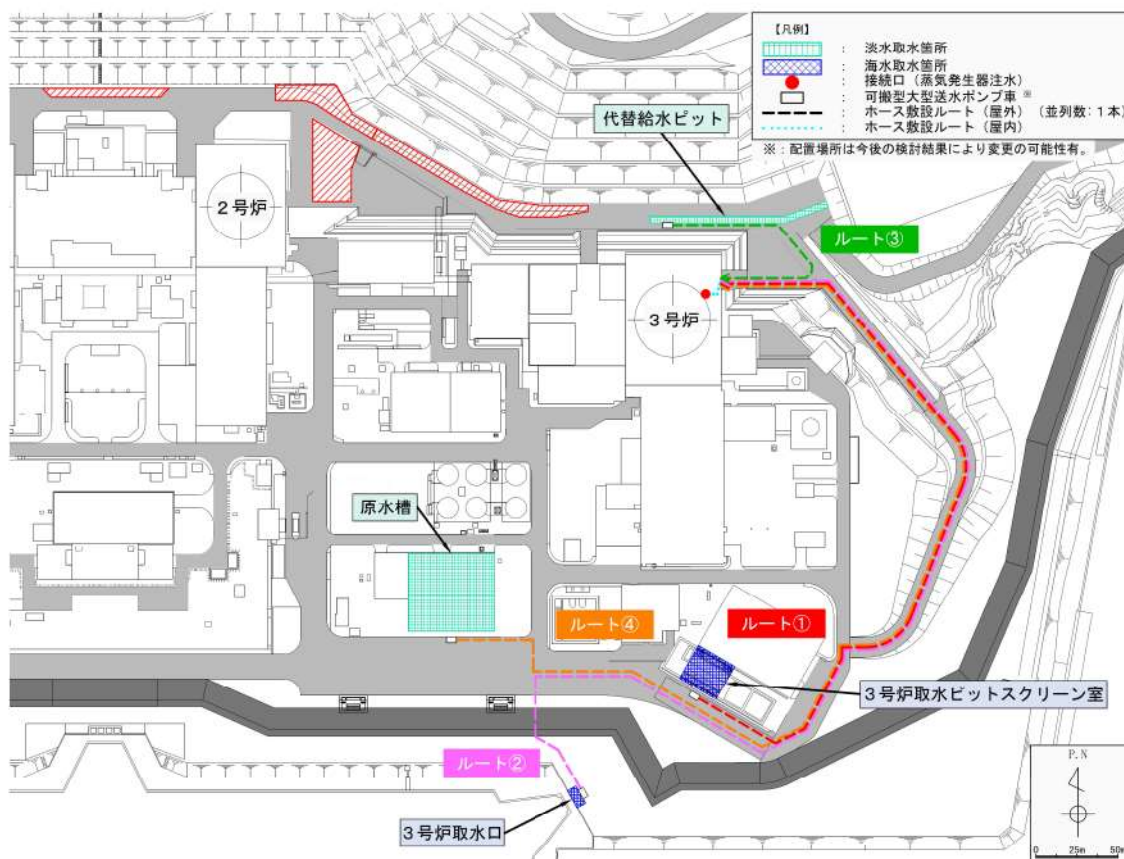 【凡例】
： 淡水取水箇所
： 海水取水箇所
： 接続口（蒸気発生器注水）
： 可搬型大型送水ポンプ車 ※
： ホース敷設ルート（屋外）（並列数：1本）
： ホース敷設ルート（屋内）
※：配置場所は今後の検討結果により変更の可能性有。
代替給水ピット
2号炉
ルート③
3号炉
原水槽
ルート④
ルート①
3号炉取水ピットスクリーン室
ルート②
3号炉取水口
P.N
0 25m 50m